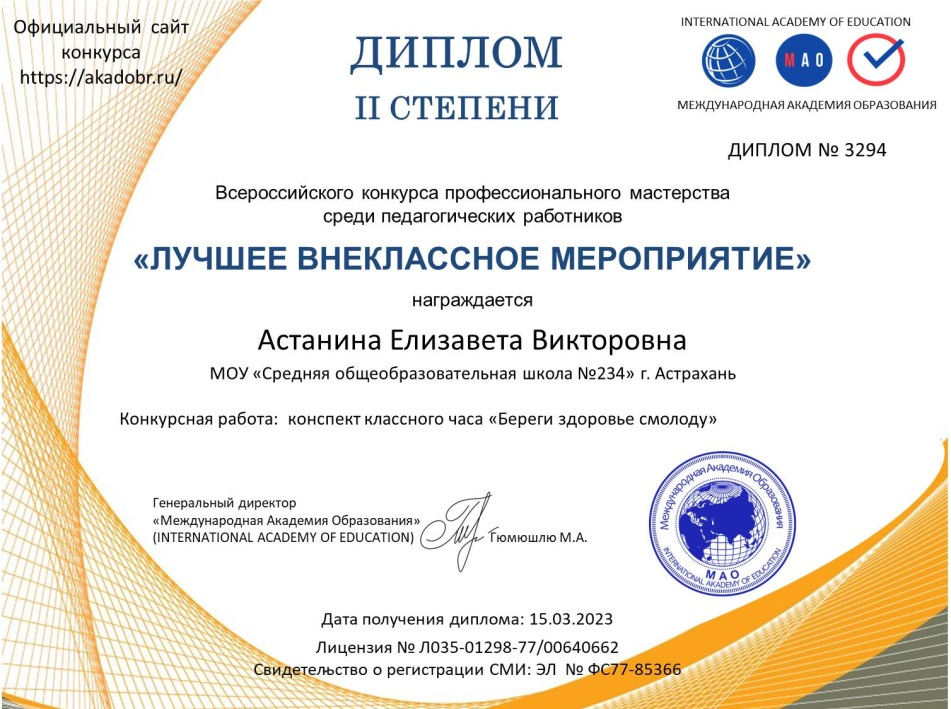 Официальный сайт
конкурса
https://akadobr.ru/
ДИПЛОМ
II СТЕПЕНИ
INTERNATIONAL ACADEMY OF EDUCATION
МАО
МЕЖДУНАРОДНАЯ АКАДЕМИЯ ОБРАЗОВАНИЯ
ДИПЛОМ № 3294
Всероссийского конкурса профессионального мастерства
среди педагогических работников
«ЛУЧШЕЕ ВНЕКЛАССНОЕ МЕРОПРИЯТИЕ»
награждается
Астанина Елизавета Викторовна
МОУ «Средняя общеобразовательная школа №234» г. Астрахань
Конкурсная работа: конспект классного часа «Береги здоровье смолоду»
Генеральный директор
«Международная Академия Образования»
(INTERNATIONAL ACADEMY OF EDUCATION)
Гюмюшлю М.А.
Международная Академия Образования
МАО
INTERNATIONAL ACADEMY OF EDUCATION
Дата получения диплома: 15.03.2023
Лицензия № Л035-01298-77/00640662
Свидетельство о регистрации СМИ: ЭЛ № ФС77-85366